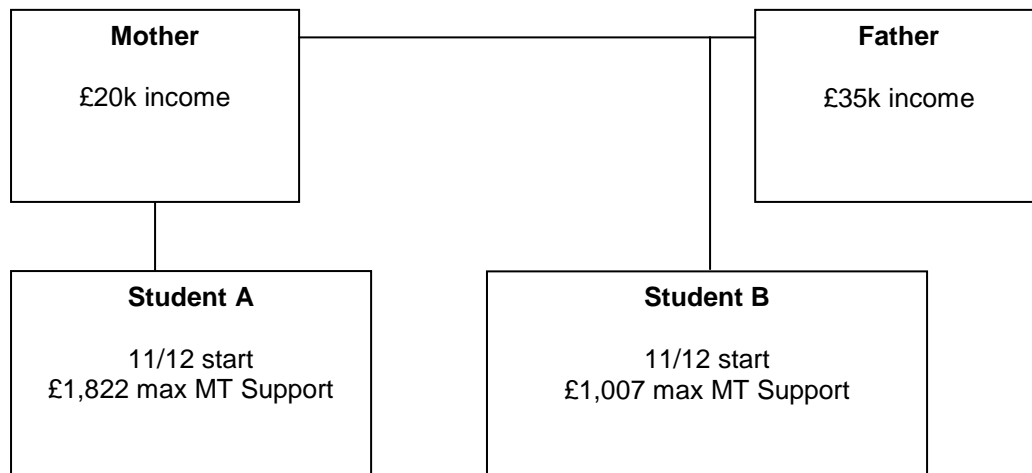 Mother
£20k income
Father
£35k income
Student A
11/12 start
£1,822 max MT Support
Student B
11/12 start
£1,007 max MT Support